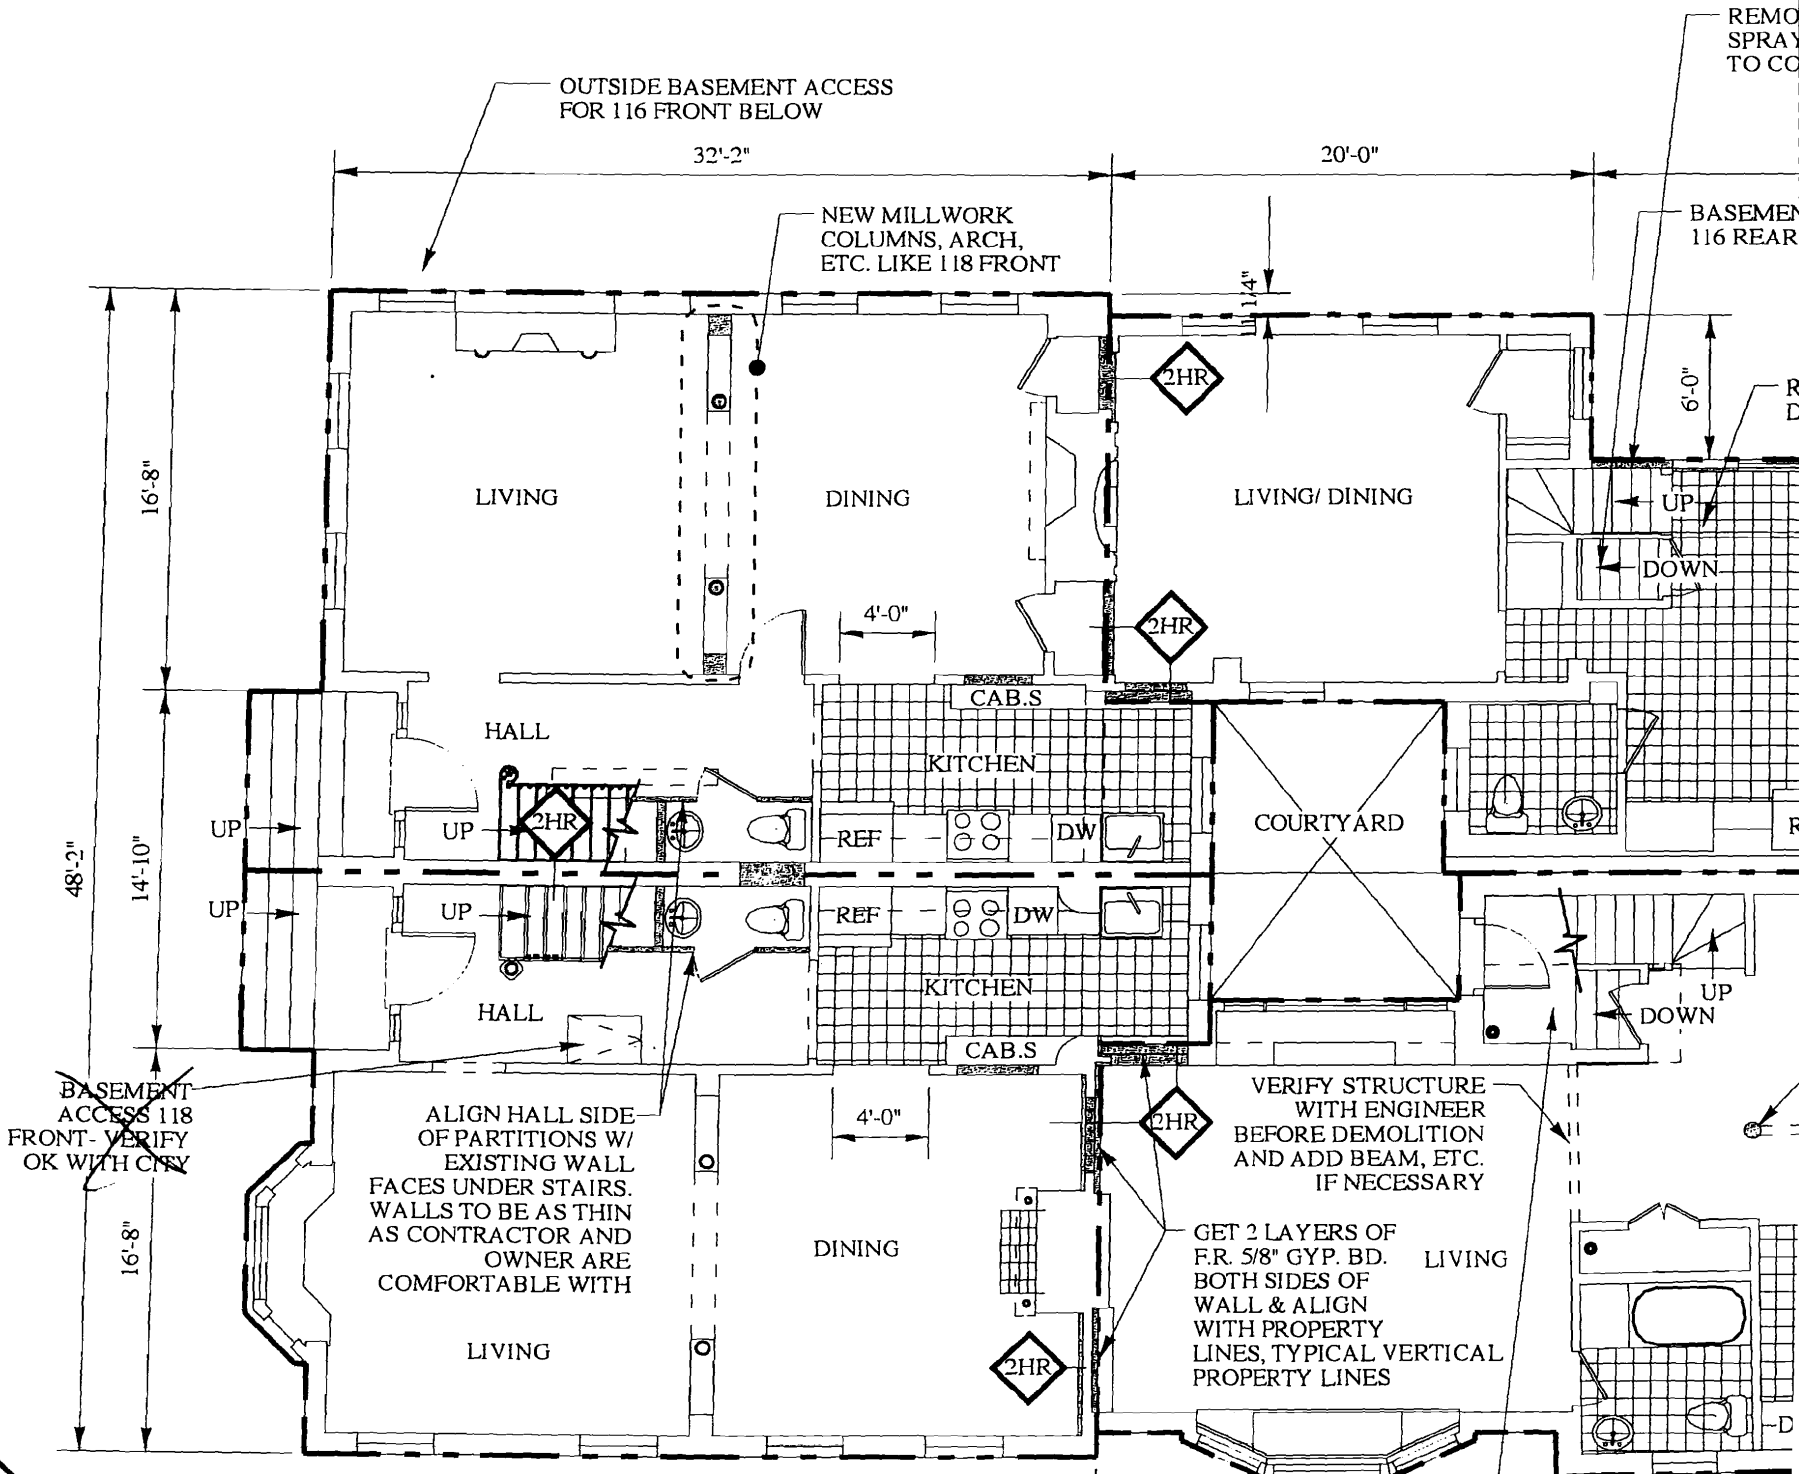 REMO
SPRAY
TO CO
OUTSIDE BASEMENT ACCESS
FOR 116 FRONT BELOW
32'-2"
20'-0"
NEW MILLWORK
COLUMNS, ARCH,
ETC. LIKE 118 FRONT
BASEMEN
116 REAR
11 1/4"
2HR
6'-0"
R
D
16'-8"
LIVING
DINING
LIVING/ DINING
UP
DOWN
4'-0"
2HR
CAB.S
HALL
KITCHEN
UP
UP
2HR
REF
DW
COURTYARD
R
48'-2"
14'-10"
UP
UP
REF
DW
KITCHEN
HALL
UP
DOWN
CAB.S
BASEMENT
ACCESS 118
FRONT- VERIFY
OK WITH CITY
ALIGN HALL SIDE
OF PARTITIONS W/
EXISTING WALL
FACES UNDER STAIRS.
WALLS TO BE AS THIN
AS CONTRACTOR AND
OWNER ARE
COMFORTABLE WITH
4'-0"
2HR
VERIFY STRUCTURE
WITH ENGINEER
BEFORE DEMOLITION
AND ADD BEAM, ETC.
IF NECESSARY
16'-8"
DINING
GET 2 LAYERS OF
F.R. 5/8" GYP. BD.
BOTH SIDES OF
WALL & ALIGN
WITH PROPERTY
LINES, TYPICAL VERTICAL
PROPERTY LINES
LIVING
LIVING
2HR
D